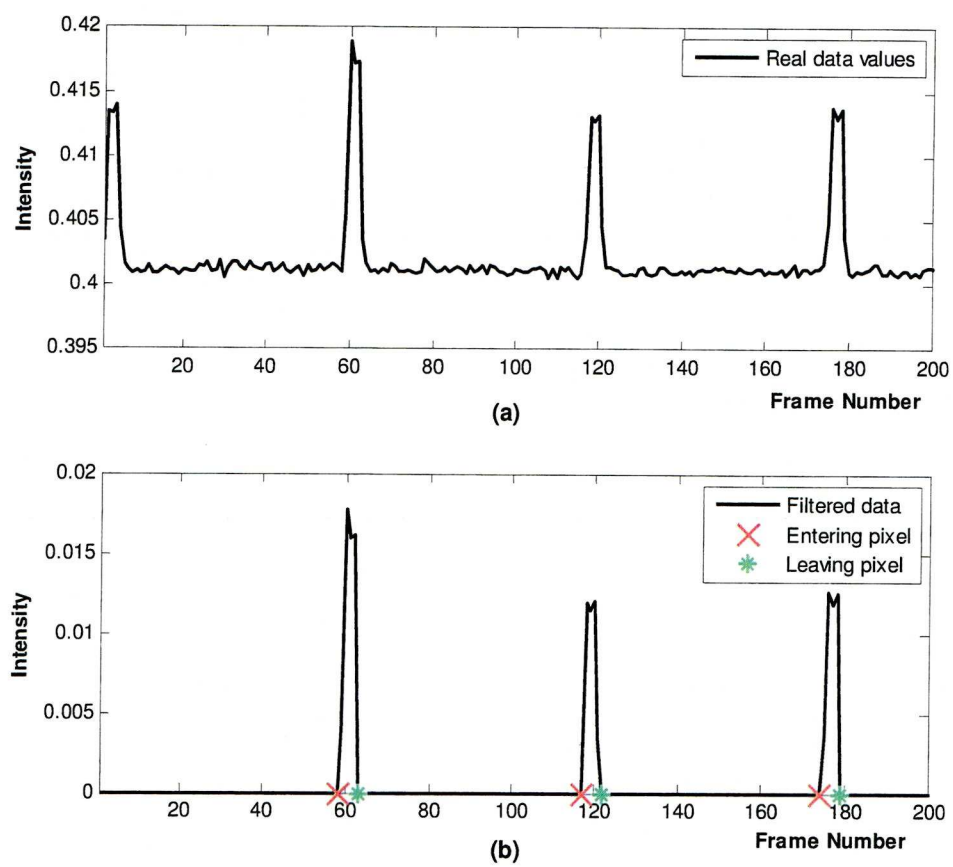 0.42
0.415
0.41
0.405
0.4
0.395
Intensity
Real data values
20 40 60 80 100 120 140 160 180 200
Frame Number
(a)
0.02
0.015
0.01
0.005
0
Intensity
Filtered data
Entering pixel
Leaving pixel
20 40 60 80 100 120 140 160 180 200
Frame Number
(b)